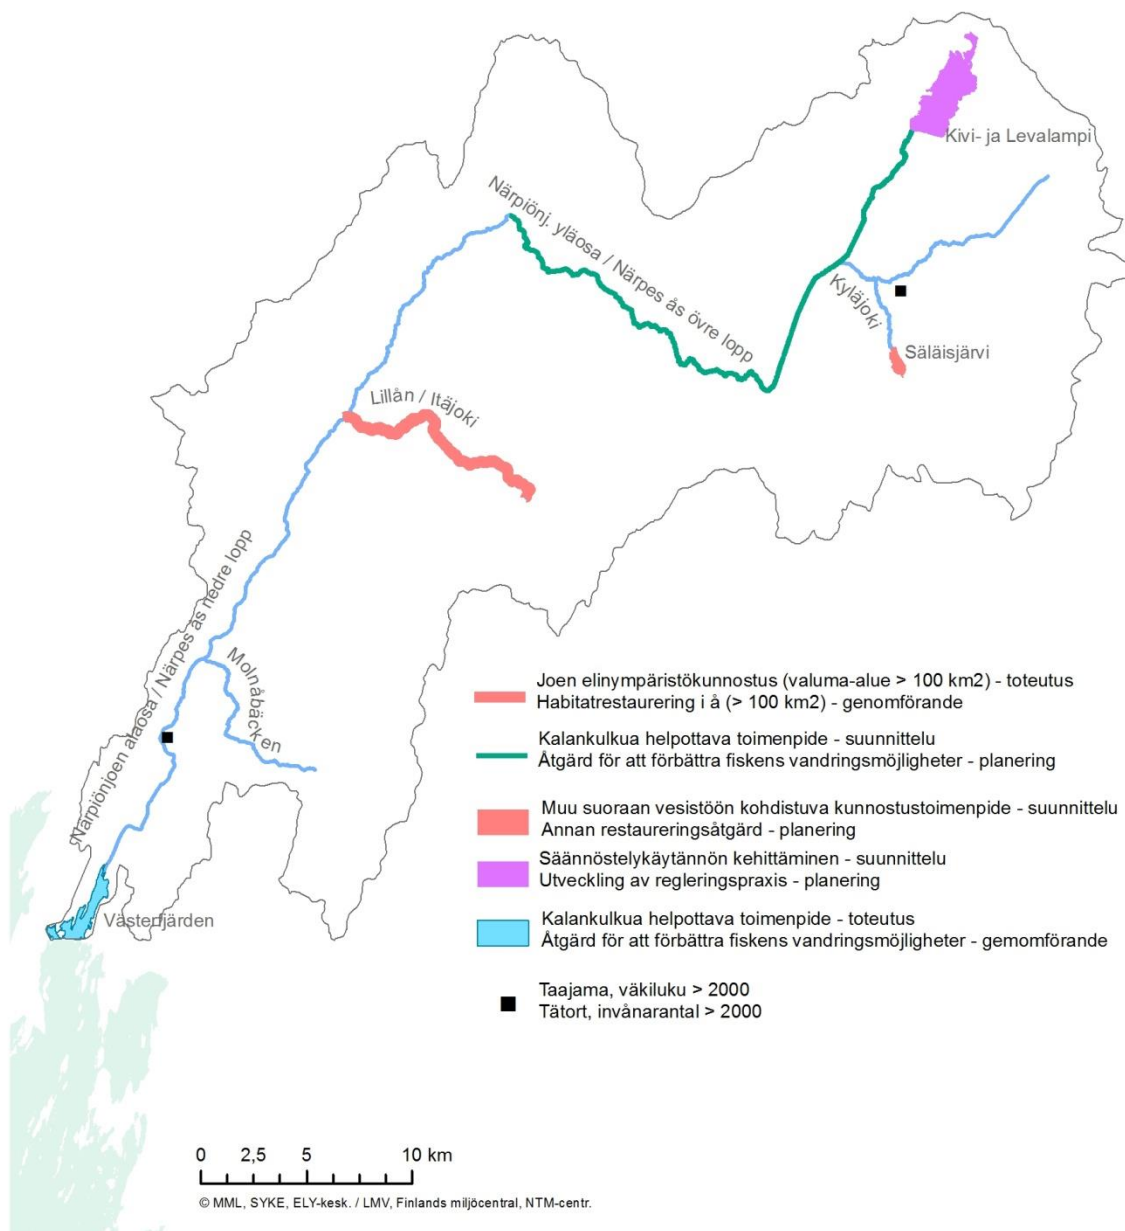 Kivi- ja Levalampi
Närpiönj. yläosa / Närpes ås övre lopp
Kyläjoki
Säläisjärvi
Lillån / Itäjoki
Närpiönjoen alaosa / Närpes ås nedre lopp
Molnåbäcken
Västerfjärden
Joen elinympäristökunnostus (valuma-alue > 100 km2) - toteutus
Habitatrestaurering i å (> 100 km2) - genomförande
Kalankulkua helpottava toimenpide - suunnittelu
Åtgärd för att förbättra fiskens vandringsmöjligheter - planering
Muu suoraan vesistöön kohdistuva kunnostustoimenpide - suunnittelu
Annan restaureringsåtgärd - planering
Säännöstelykäytännön kehittäminen - suunnittelu
Utveckling av regleringspraxis - planering
Kalankulkua helpottava toimenpide - toteutus
Åtgärd för att förbättra fiskens vandringsmöjligheter - gemomförande
Taajama, väkiluku > 2000
Tätort, invånarantal > 2000
0 2,5 5 10 km
© MML, SYKE, ELY-kesk. / LMV, Finlands miljöcentral, NTM-centr.